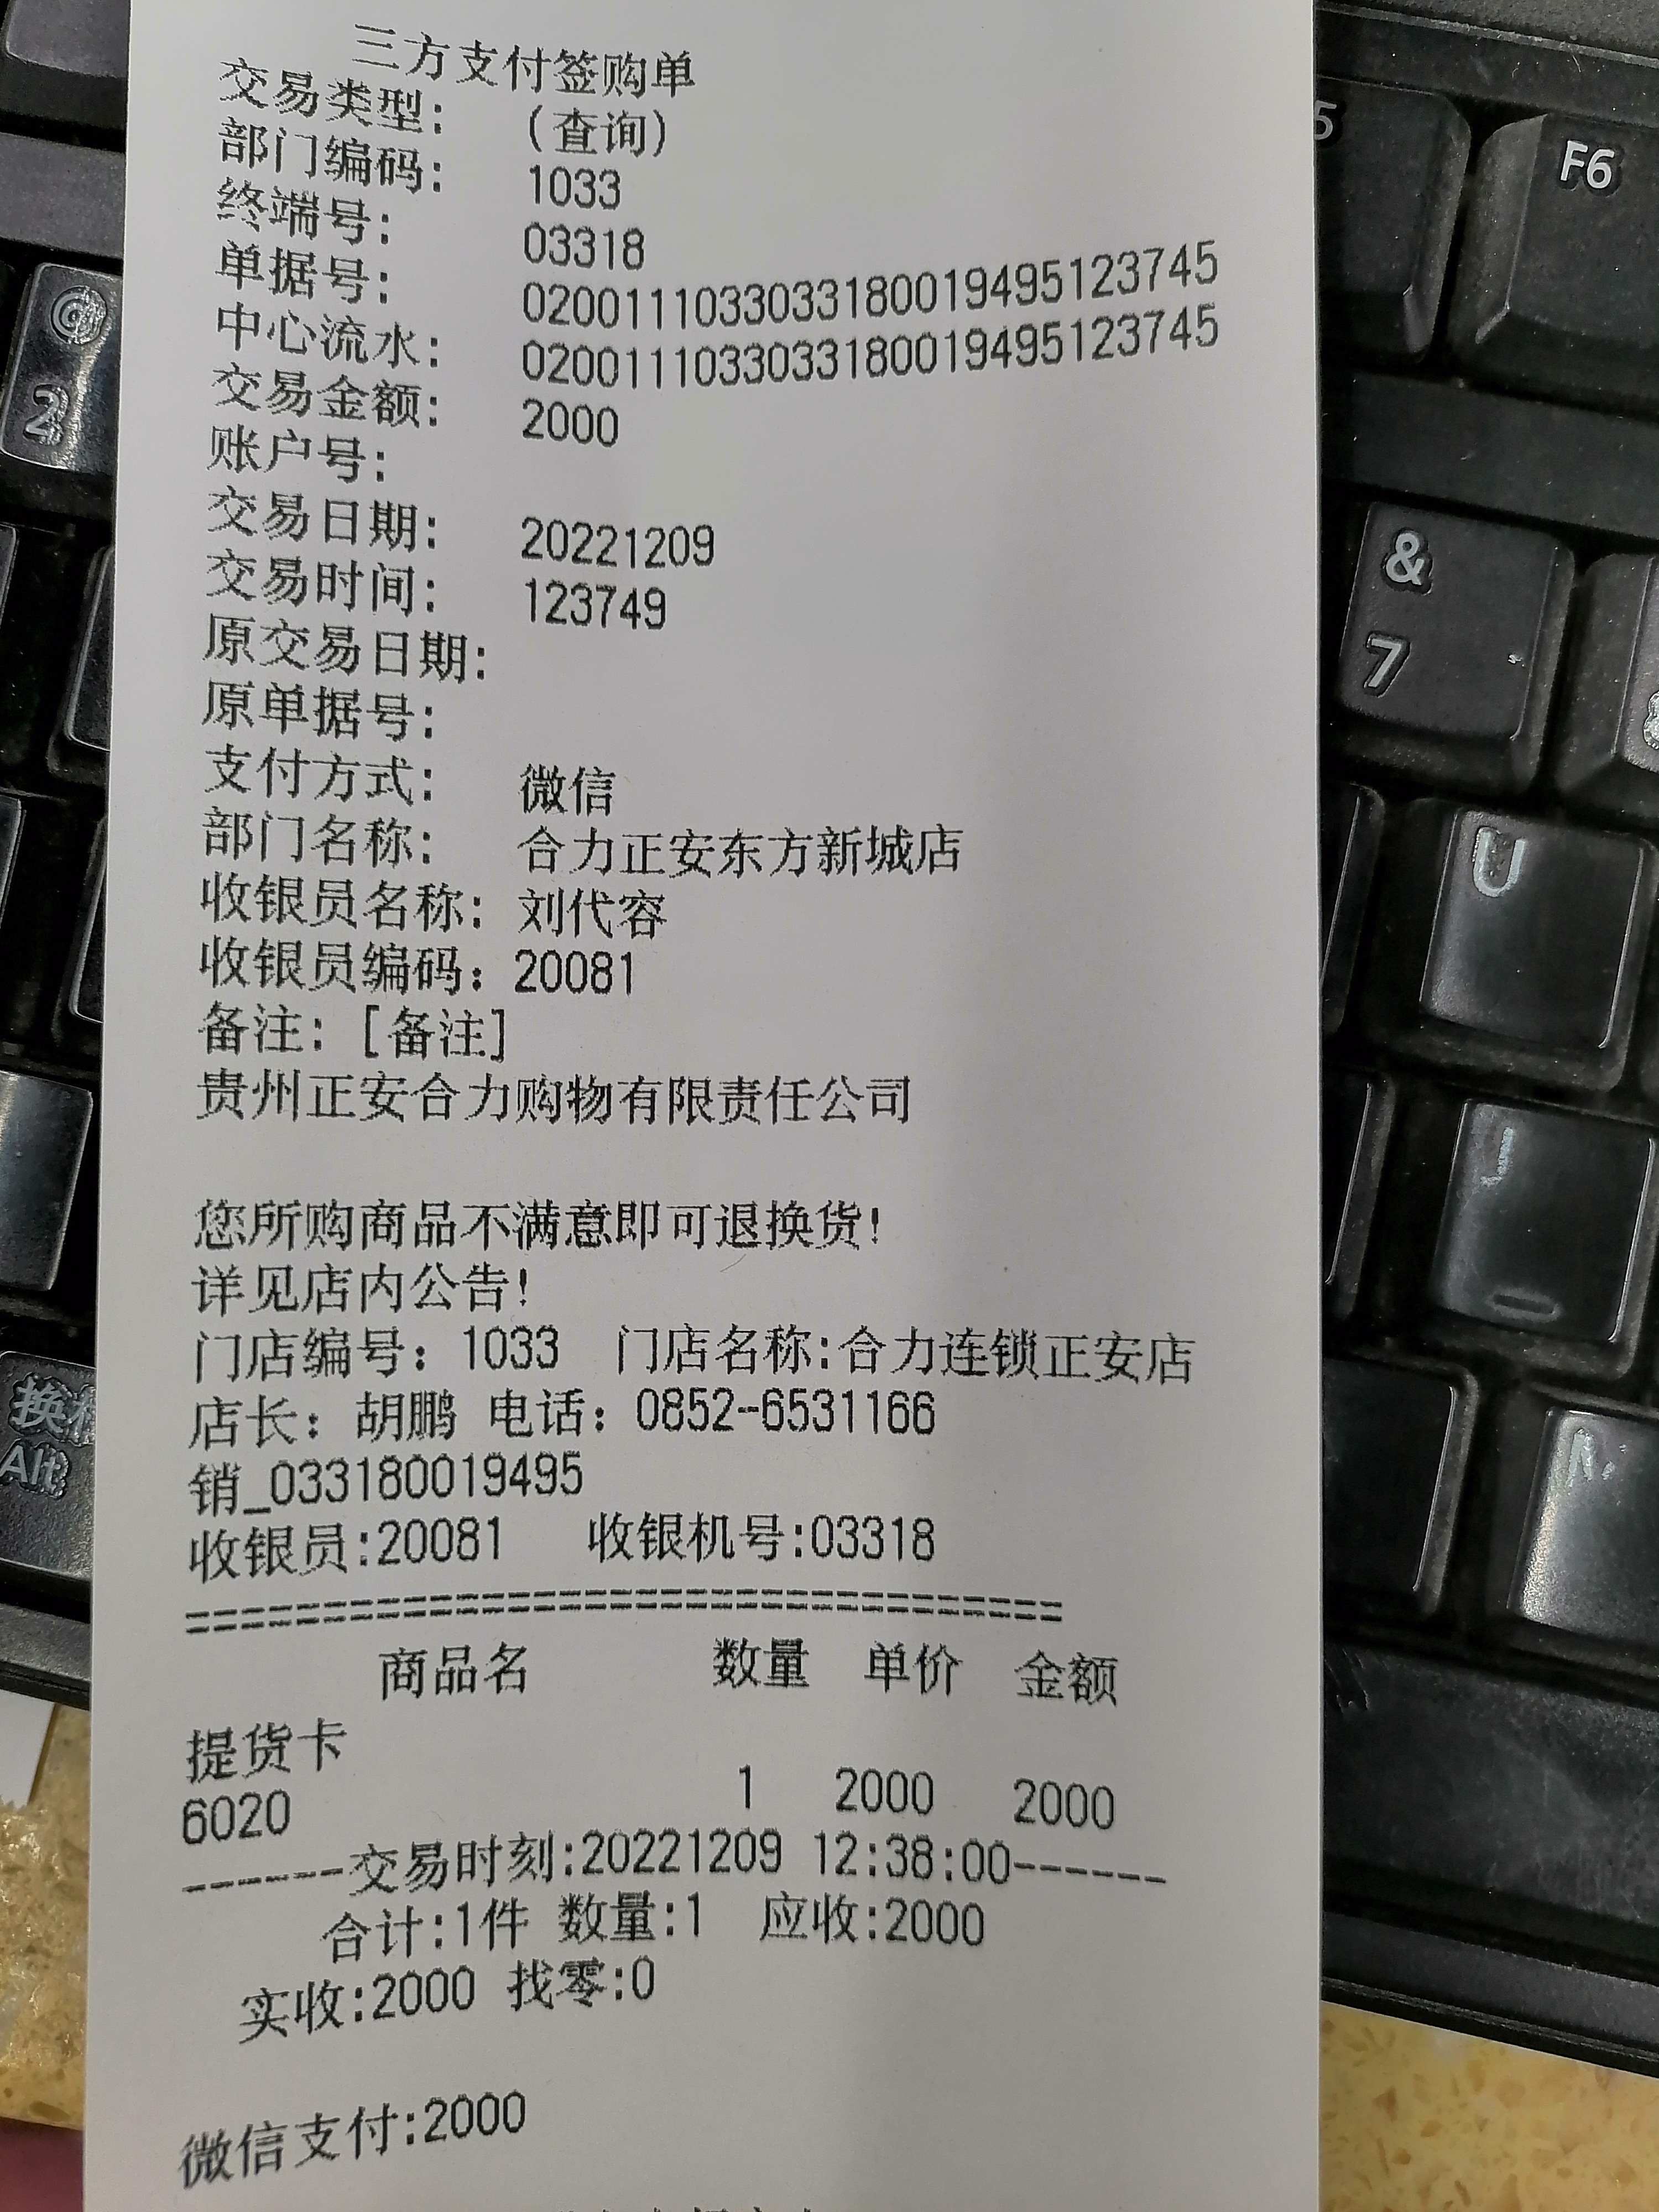 三方支付签购单
交易类型: (查询)
部门编码: 1033
终端号: 03318
单据号: 020011103303318001949512​3745
中心流水: 0200111033033180019495123745
交易金额: 2000
账户号:
交易日期: 20221209
交易时间: 123749
原交易日期:
原单据号:
支付方式: 微信
部门名称: 合力正安东方新城店
收银员名称: 刘代容
收银员编码: 20081
备注: [备注]
贵州正安合力购物有限责任公司
您所购商品不满意即可退换货!
详见店内公告!
门店编号: 1033 门店名称:合力连锁正安店
店长: 胡鹏 电话: 0852-6531166
销_033180019495
收银员:20081 收银机号:03318
==================================
商品名 数量 单价 金额
提货卡
6020 1 2000 2000
------交易时刻:20221209 12:38:00------
合计:1件 数量:1 应收:2000
实收:2000 找零:0
微信支付:2000
F6
@
2
&
7
U
J
N
换档
Alt
5